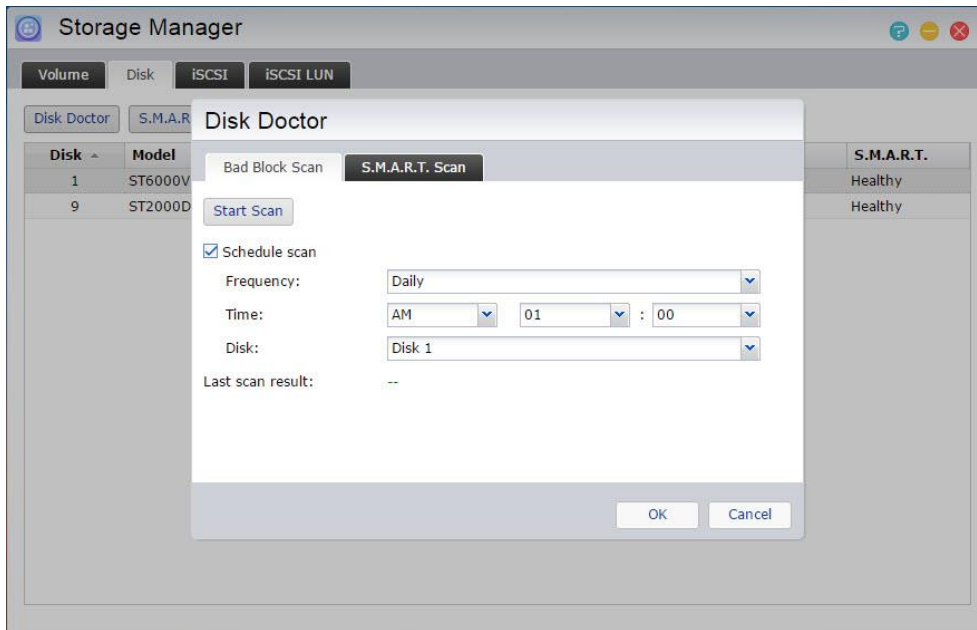 Storage Manager
Volume Disk iSCSI iSCSI LUN
Disk Doctor S.M.A.R
Disk Model S.M.A.R.T.
1 ST6000V Healthy
9 ST2000D Healthy
Disk Doctor
Bad Block Scan S.M.A.R.T. Scan
Start Scan
Schedule scan
Frequency: Daily
Time: AM 01 : 00
Disk: Disk 1
Last scan result: --
OK Cancel